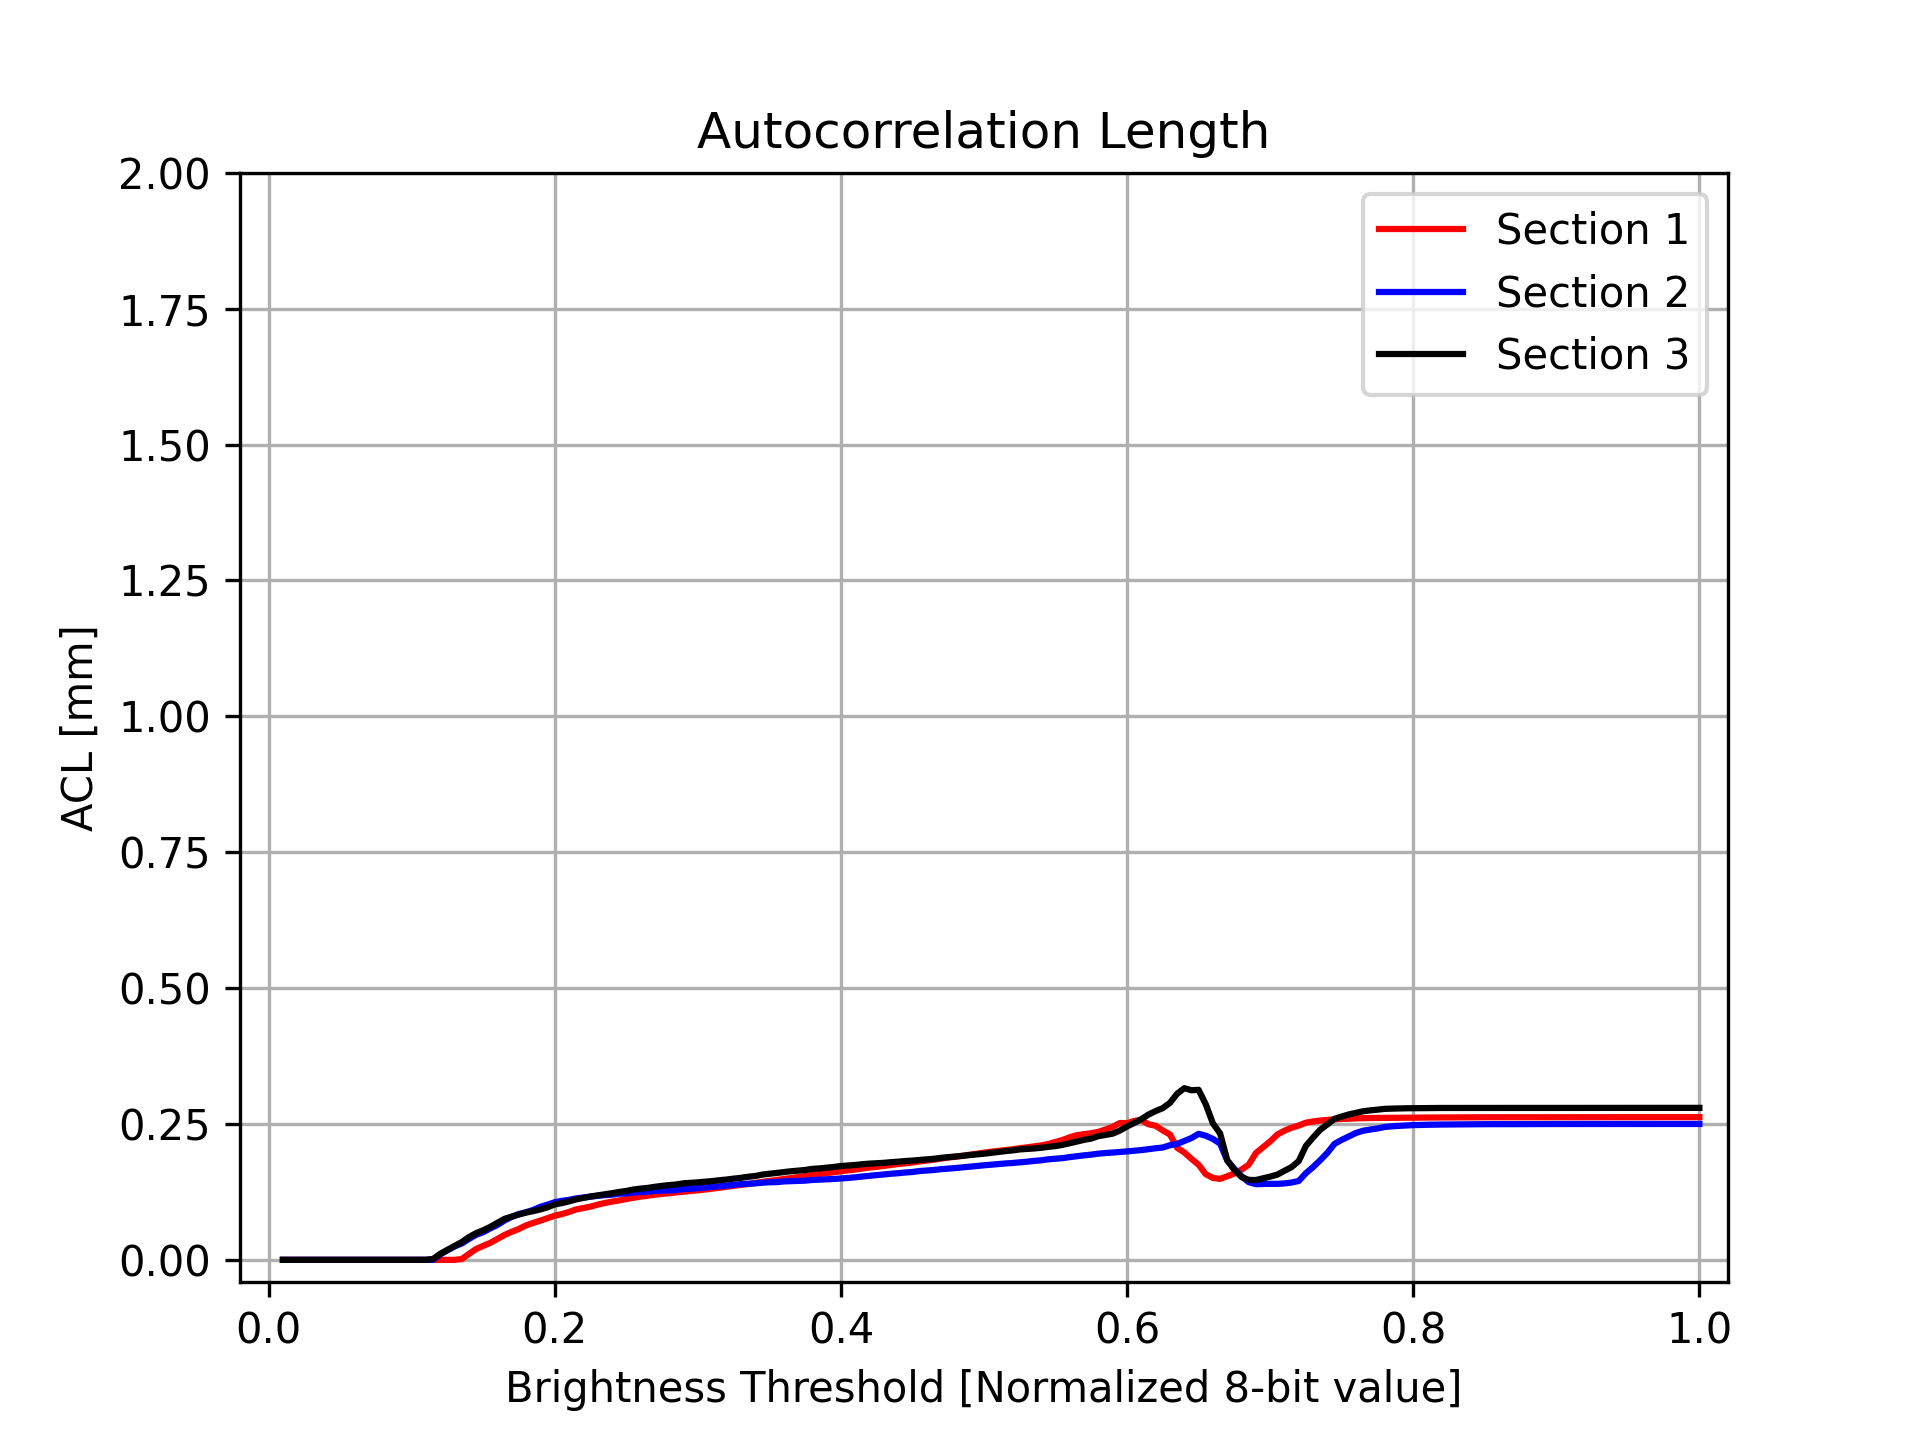 Autocorrelation Length
2.00
1.75
1.50
1.25
1.00
0.75
0.50
0.25
0.00
ACL [mm]
Section 1
Section 2
Section 3
0.0 0.2 0.4 0.6 0.8 1.0
Brightness Threshold [Normalized 8-bit value]